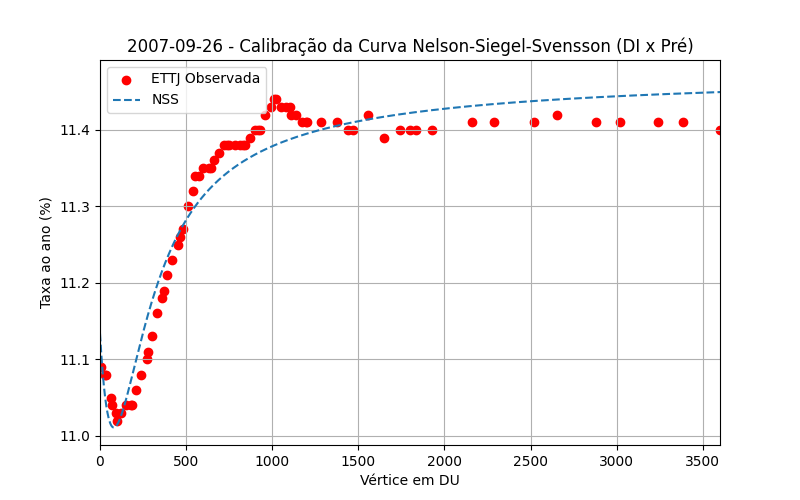 2007-09-26 - Calibração da Curva Nelson-Siegel-Svensson (DI x Pré)
ETTJ Observada
NSS
Taxa ao ano (%)
11.4
11.3
11.2
11.1
11.0
0 500 1000 1500 2000 2500 3000 3500
Vértice em DU